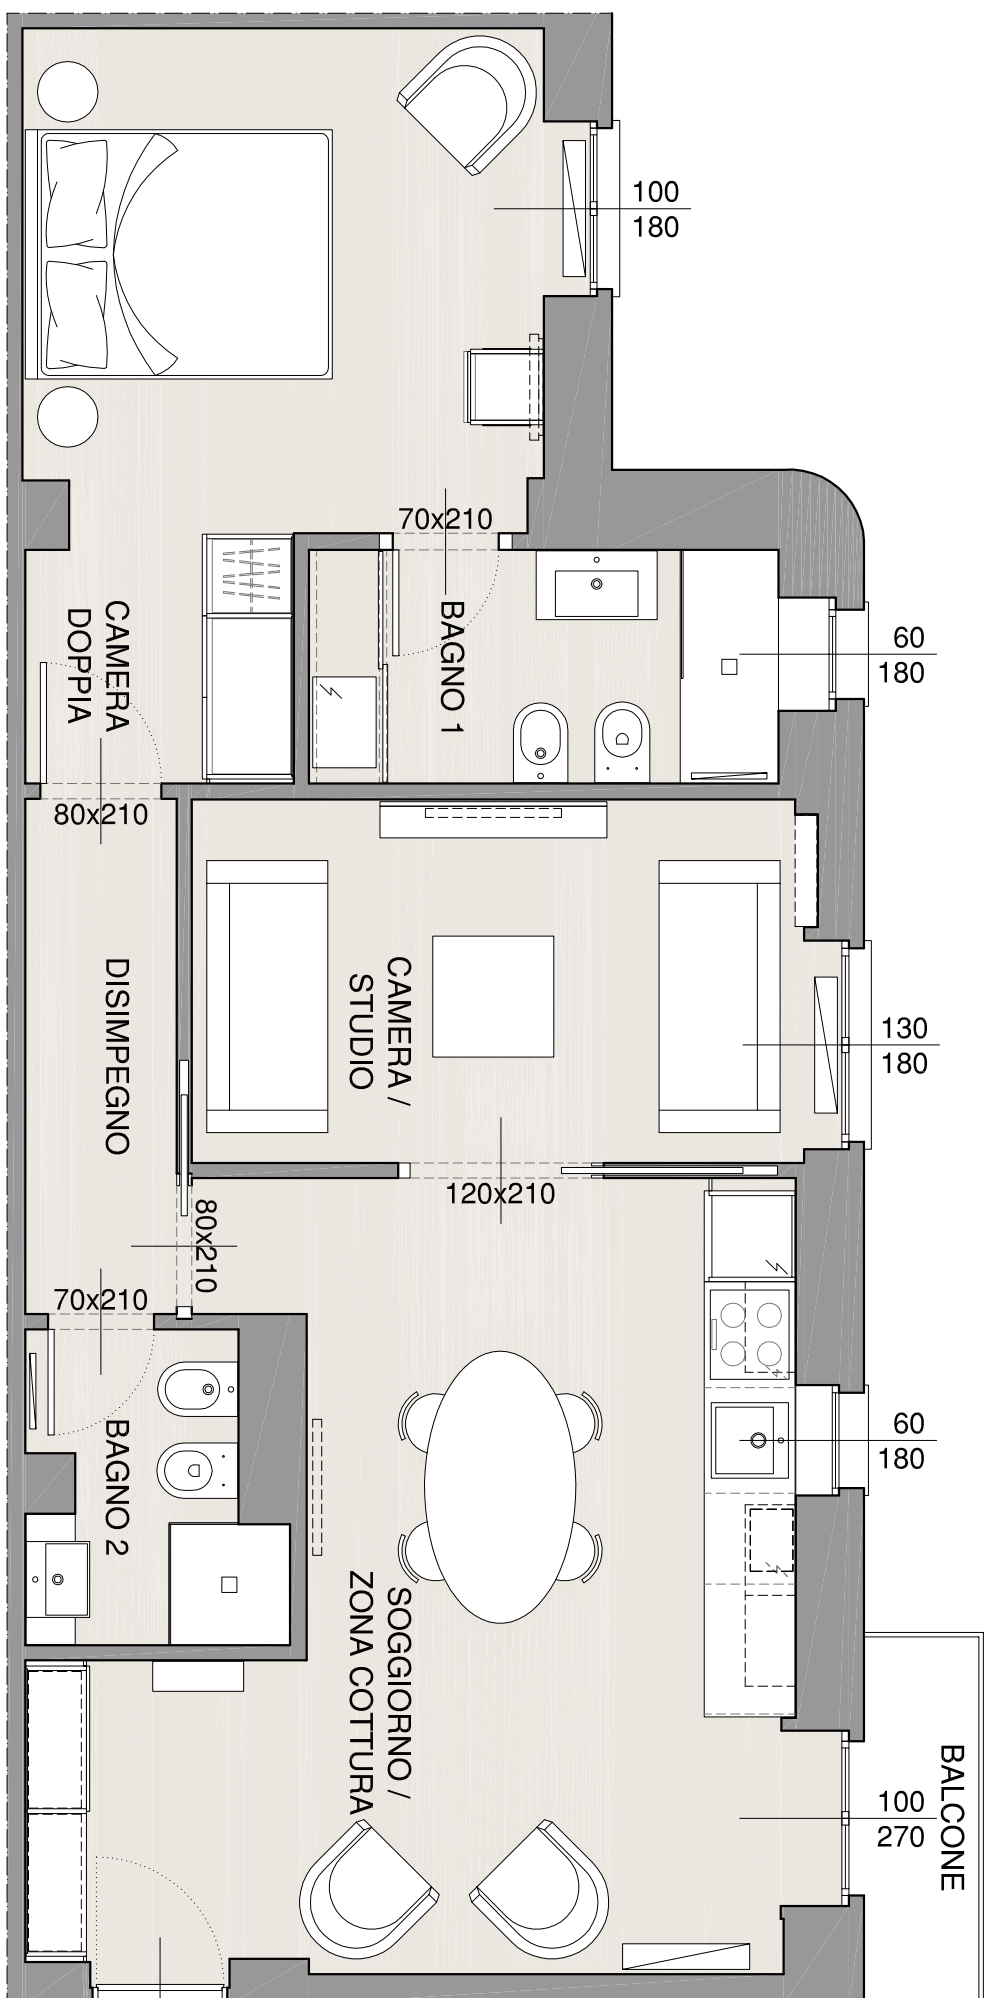 100
180
70x210
BAGNO 1
60
180
CAMERA
DOPPIA
80x210
CAMERA /
STUDIO
DISIMPEGNO
130
180
120x210
80x210
70x210
BAGNO 2
60
180
SOGGIORNO /
ZONA COTTURA
100
270
BALCONE